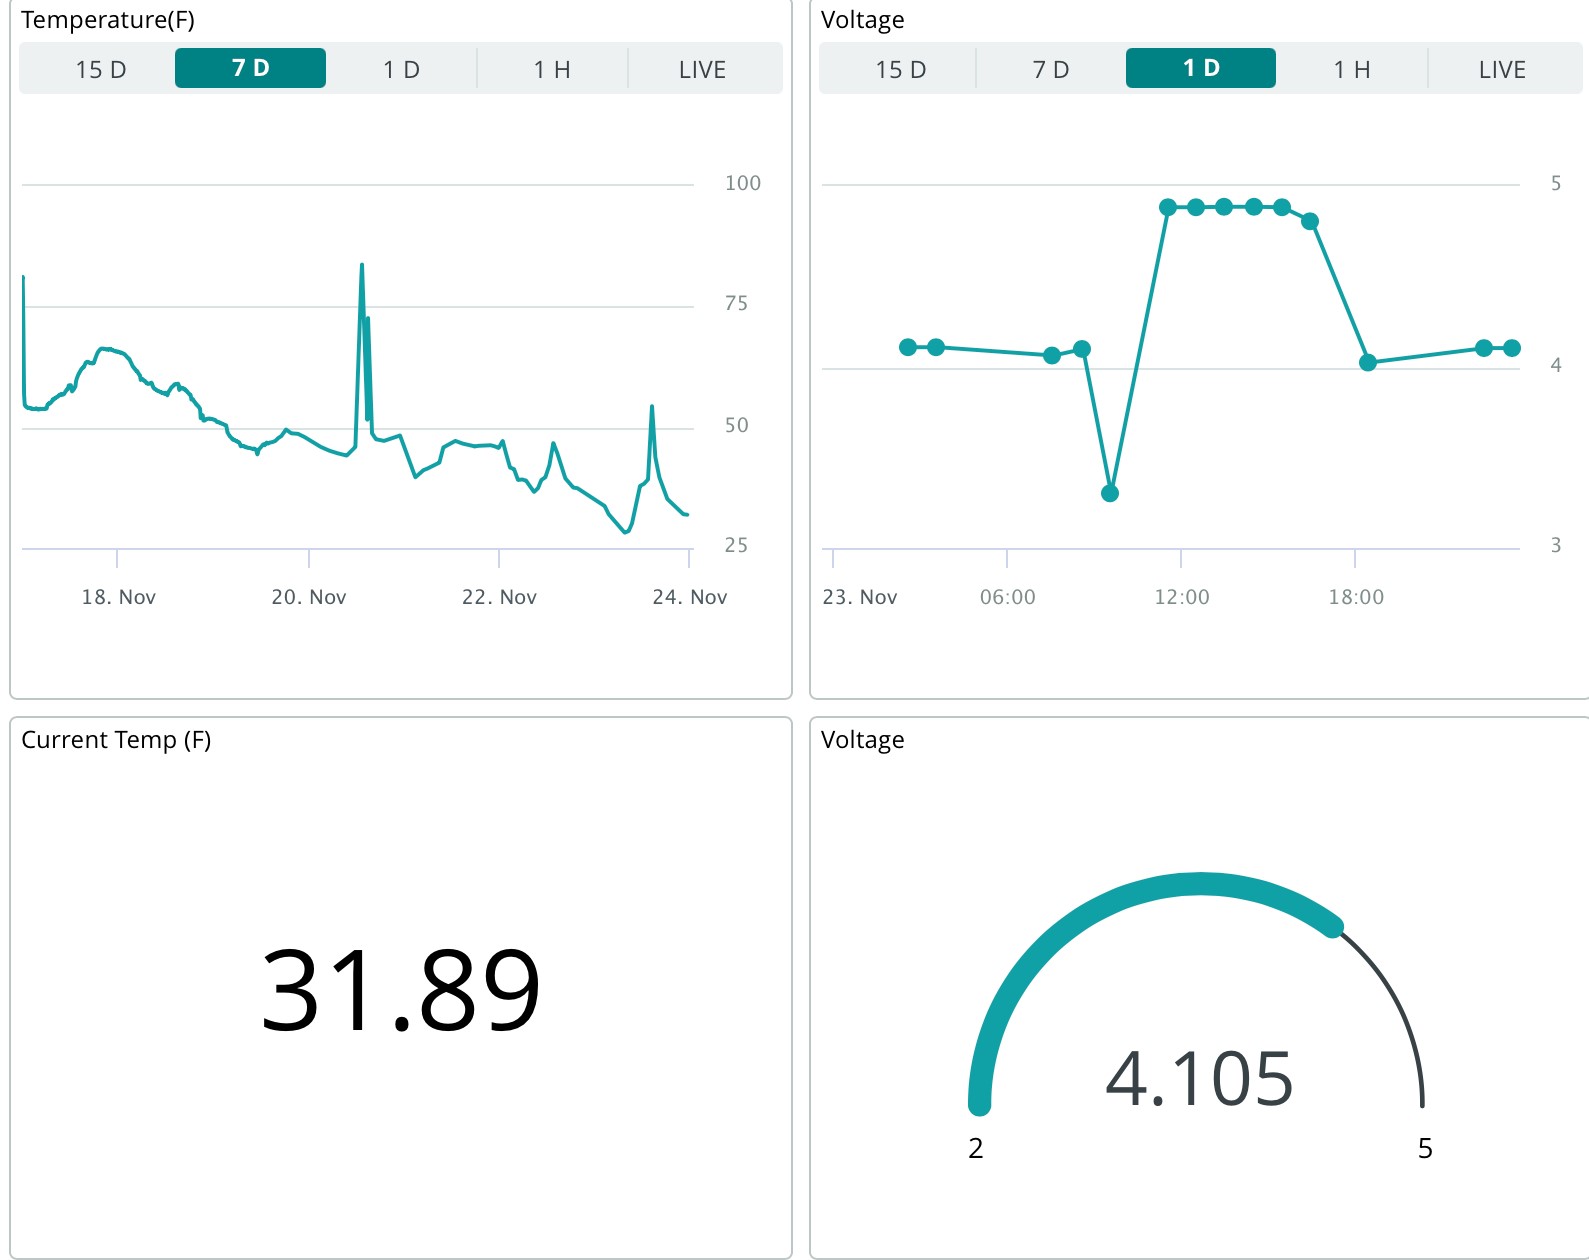 Temperature(F)
15 D 7 D 1 D 1 H LIVE
100
75
50
25
18. Nov 20. Nov 22. Nov 24. Nov
Voltage
15 D 7 D 1 D 1 H LIVE
5
4
3
23. Nov 06:00 12:00 18:00
Current Temp (F)
31.89
Voltage
4.105
2 5